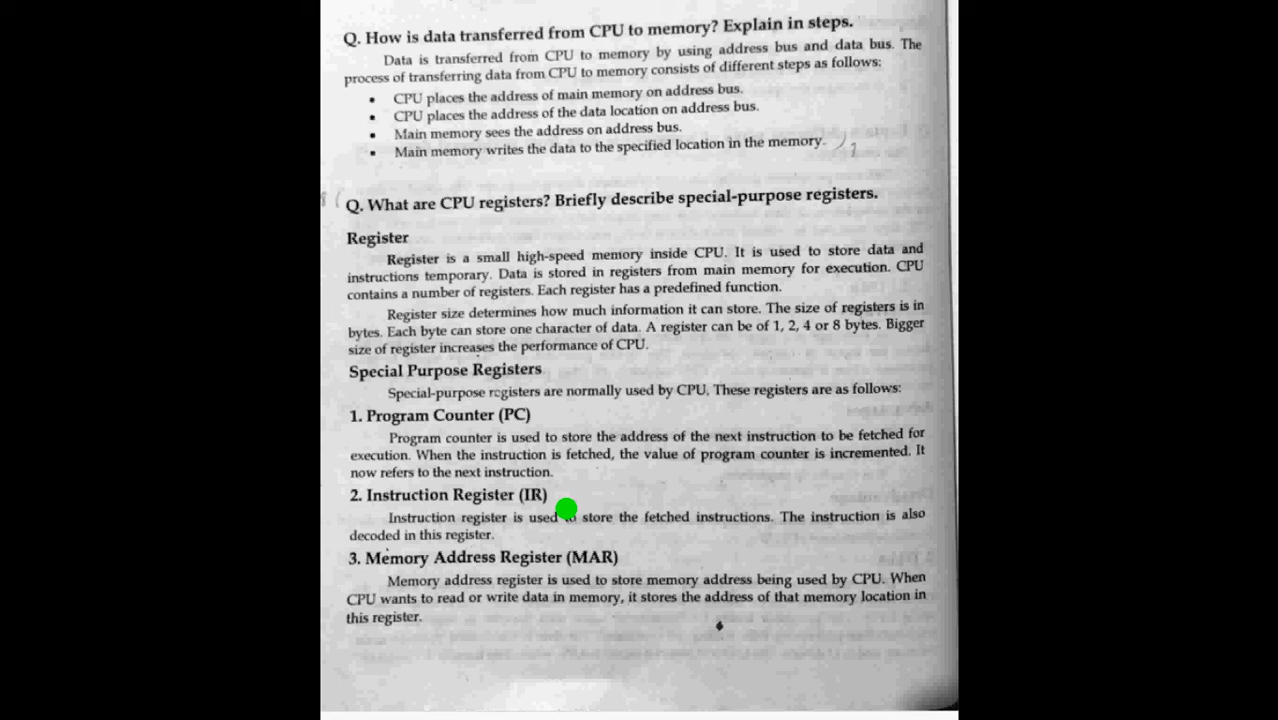 Q. How is data transferred from CPU to memory? Explain in steps.
Data is transferred from CPU to memory by using address bus and data bus. The
process of transferring data from CPU to memory consists of different steps as follows:
• CPU places the address of main memory on address bus.
• CPU places the address of the data location on address bus.
• Main memory sees the address on address bus.
• Main memory writes the data to the specified location in the memory.
Q. What are CPU registers? Briefly describe special-purpose registers.
Register
Register is a small high-speed memory inside CPU. It is used to store data and
instructions temporary. Data is stored in registers from main memory for execution. CPU
contains a number of registers. Each register has a predefined function.
Register size determines how much information it can store. The size of registers is in
bytes. Each byte can store one character of data. A register can be of 1, 2, 4 or 8 bytes. Bigger
size of register increases the performance of CPU.
Special Purpose Registers
Special-purpose registers are normally used by CPU. These registers are as follows:
1. Program Counter (PC)
Program counter is used to store the address of the next instruction to be fetched for
execution. When the instruction is fetched, the value of program counter is incremented. It
now refers to the next instruction.
2. Instruction Register (IR)
Instruction register is used store the fetched instructions. The instruction is also
decoded in this register.
3. Memory Address Register (MAR)
Memory address register is used to store memory address being used by CPU. When
CPU wants to read or write data in memory, it stores the address of that memory location in
this register.